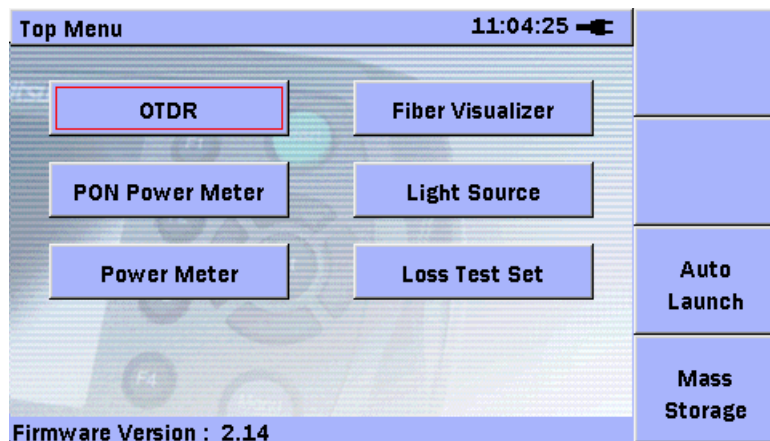 Top Menu 11:04:25
OTDR
Fiber Visualizer
PON Power Meter
Light Source
Power Meter
Loss Test Set
Auto
Launch
Mass
Storage
F4
Firmware Version : 2.14